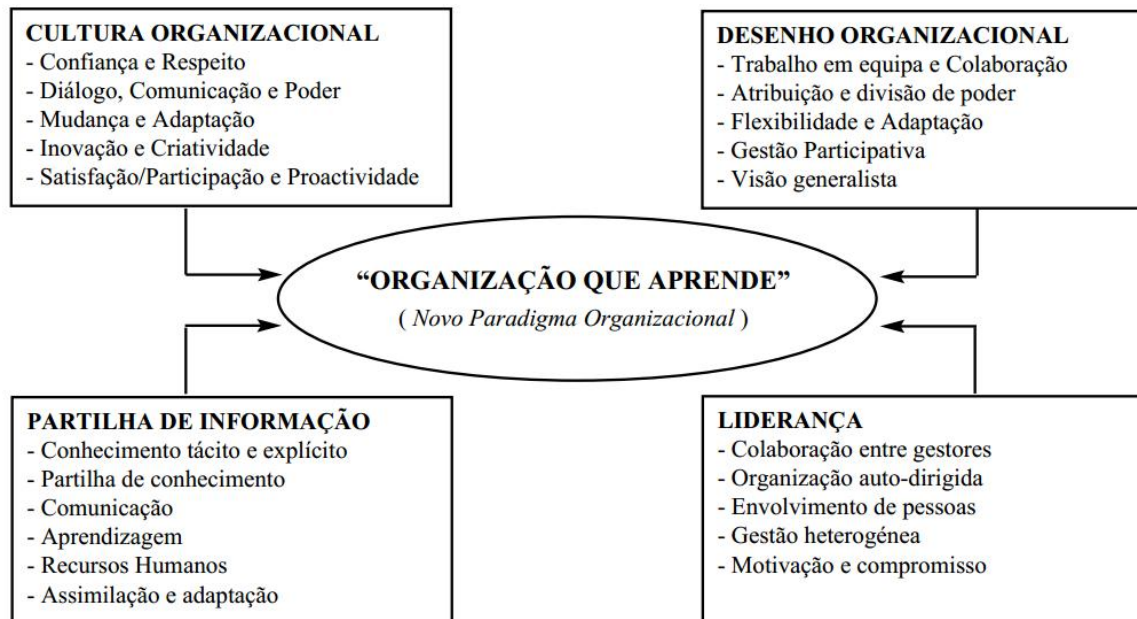 CULTURA ORGANIZACIONAL
- Confiança e Respeito
- Diálogo, Comunicação e Poder
- Mudança e Adaptação
- Inovação e Criatividade
- Satisfação/Participação e Proactividade
DESENHO ORGANIZACIONAL
- Trabalho em equipa e Colaboração
- Atribuição e divisão de poder
- Flexibilidade e Adaptação
- Gestão Participativa
- Visão generalista
“ORGANIZAÇÃO QUE APRENDE”
( Novo Paradigma Organizacional )
PARTILHA DE INFORMAÇÃO
- Conhecimento tácito e explícito
- Partilha de conhecimento
- Comunicação
- Aprendizagem
- Recursos Humanos
- Assimilação e adaptação
LIDERANÇA
- Colaboração entre gestores
- Organização auto-dirigida
- Envolvimento de pessoas
- Gestão heterogénea
- Motivação e compromisso